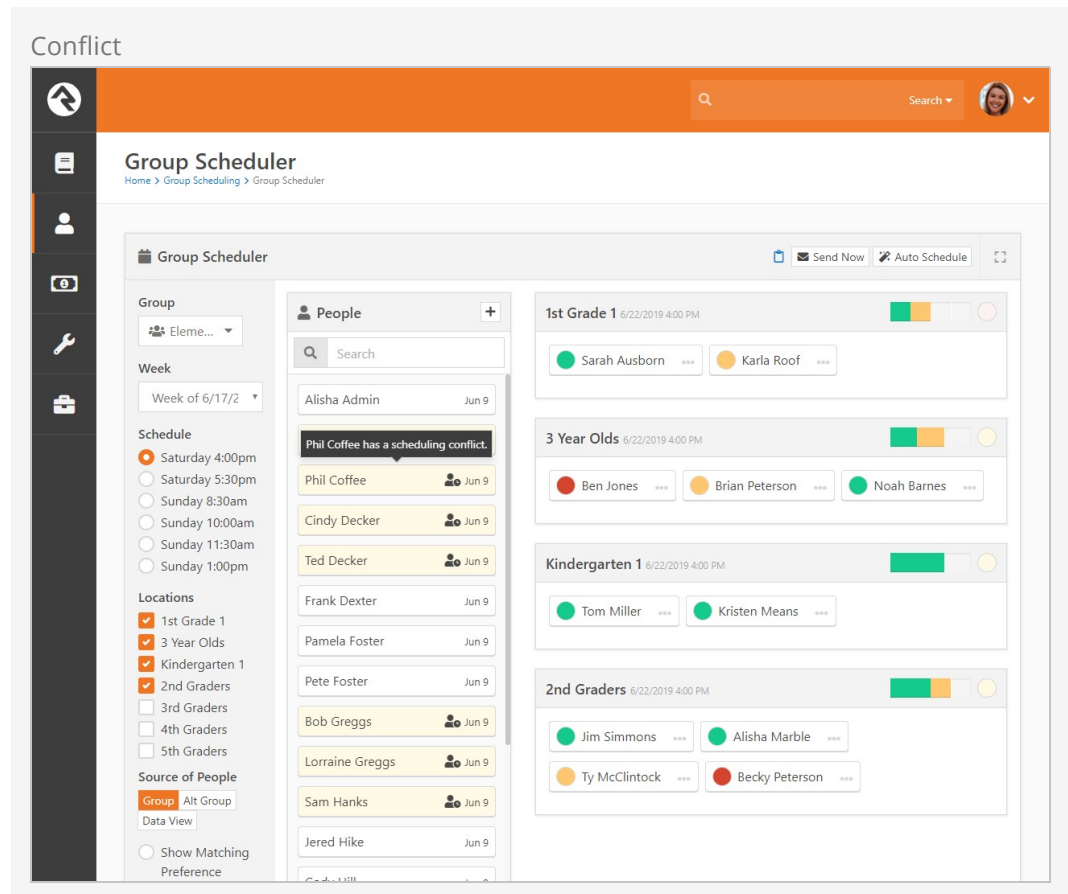 Conflict
Search
Group Scheduler
Home > Group Scheduling > Group Scheduler
Group Scheduler
Send Now
Auto Schedule
Group
Eleme...
Week
Week of 6/17/2
Schedule
Saturday 4:00pm
Saturday 5:30pm
Sunday 8:30am
Sunday 10:00am
Sunday 11:30am
Sunday 1:00pm
Locations
1st Grade 1
3 Year Olds
Kindergarten 1
2nd Graders
3rd Graders
4th Graders
5th Graders
Source of People
Group Alt Group
Data View
Show Matching
Preference
People
Search
Alisha Admin Jun 9
Phil Coffee has a scheduling conflict.
Phil Coffee Jun 9
Cindy Decker Jun 9
Ted Decker Jun 9
Frank Dexter Jun 9
Pamela Foster Jun 9
Pete Foster Jun 9
Bob Greggs Jun 9
Lorraine Greggs Jun 9
Sam Hanks Jun 9
Jered Hike Jun 9
1st Grade 1 6/22/2019 4:00 PM
Sarah Ausborn
Karla Roof
3 Year Olds 6/22/2019 4:00 PM
Ben Jones
Brian Peterson
Noah Barnes
Kindergarten 1 6/22/2019 4:00 PM
Tom Miller
Kristen Means
2nd Graders 6/22/2019 4:00 PM
Jim Simmons
Alisha Marble
Ty McClintock
Becky Peterson